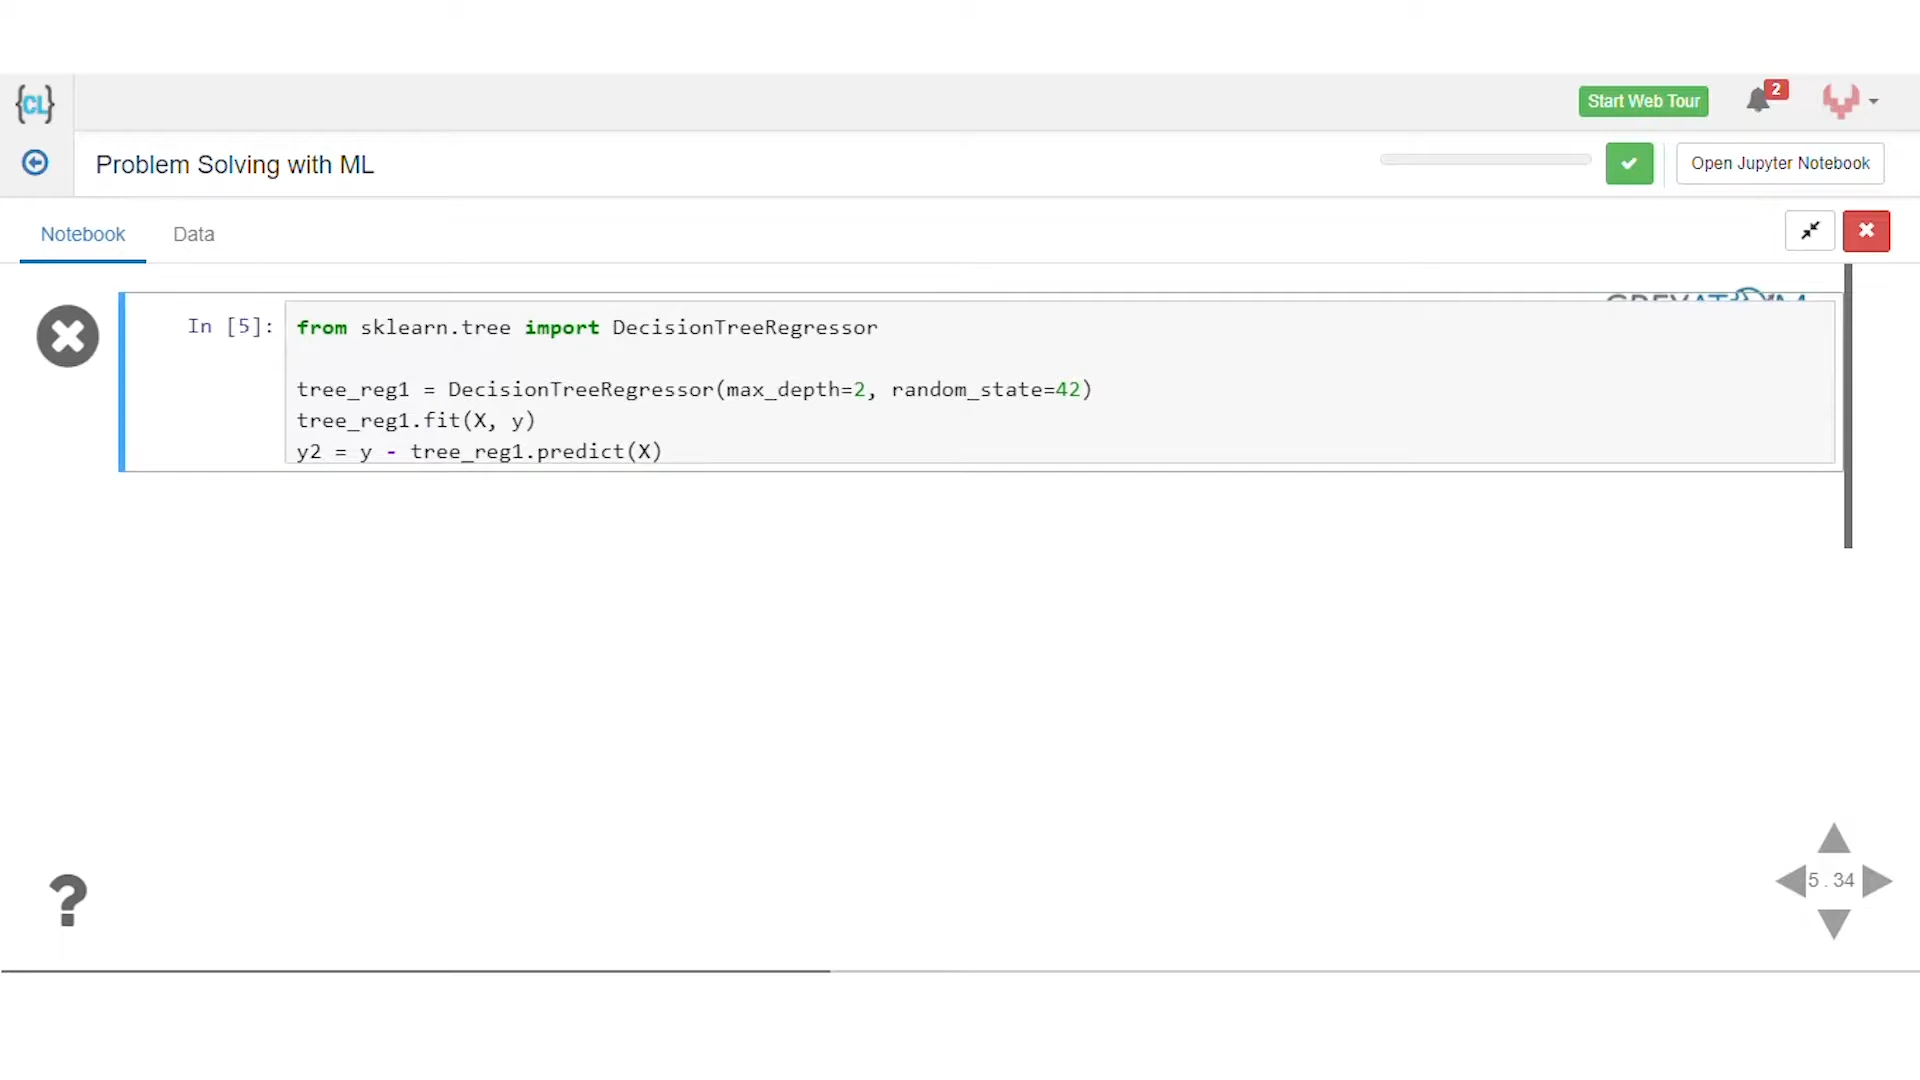 {CL}
Start Web Tour
2
Problem Solving with ML
Open Jupyter Notebook
Notebook
Data
In [5]:
from sklearn.tree import DecisionTreeRegressor
tree_reg1 = DecisionTreeRegressor(max_depth=2, random_state=42)
tree_reg1.fit(X, y)
y2 = y - tree_reg1.predict(X)
?
5.34